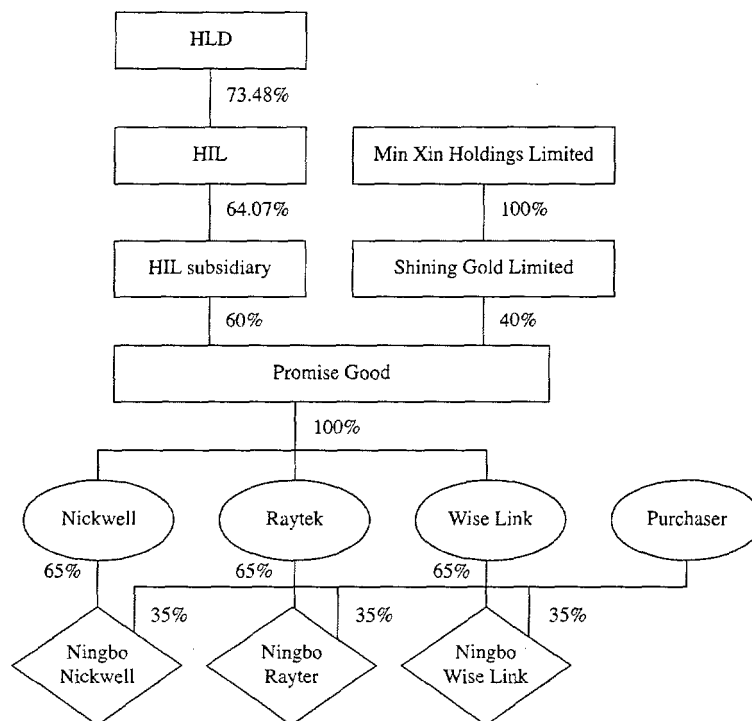 HLD
73.48%
HIL
Min Xin Holdings Limited
64.07%
100%
HIL subsidiary
Shining Gold Limited
60%
40%
Promise Good
100%
Nickwell
Raytek
Wise Link
Purchaser
65%
65%
65%
35%
35%
35%
Ningbo
Nickwell
Ningbo
Rayter
Ningbo
Wise Link